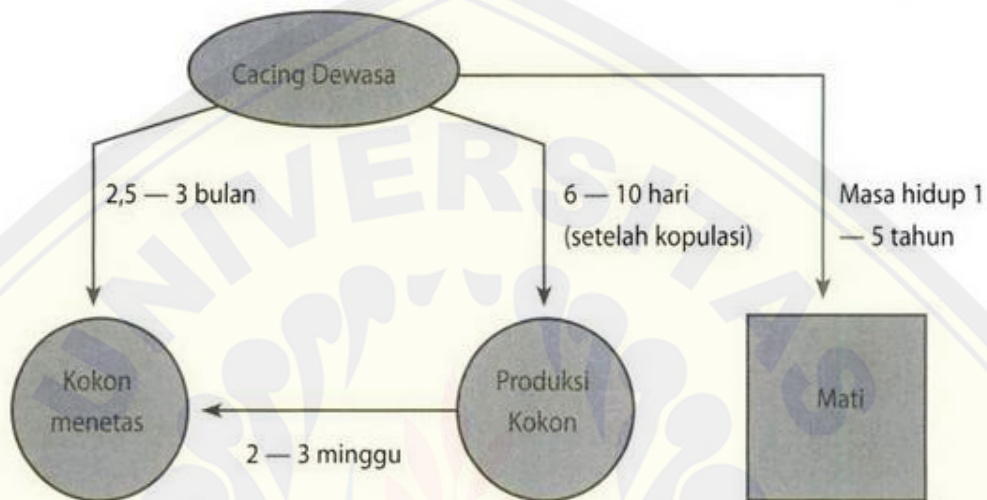 Cacing Dewasa
2,5 — 3 bulan
6 — 10 hari
(setelah kopulasi)
Masa hidup 1
— 5 tahun
Kokon
menetas
Produksi
Kokon
Mati
2 — 3 minggu
UNIVERSITAS